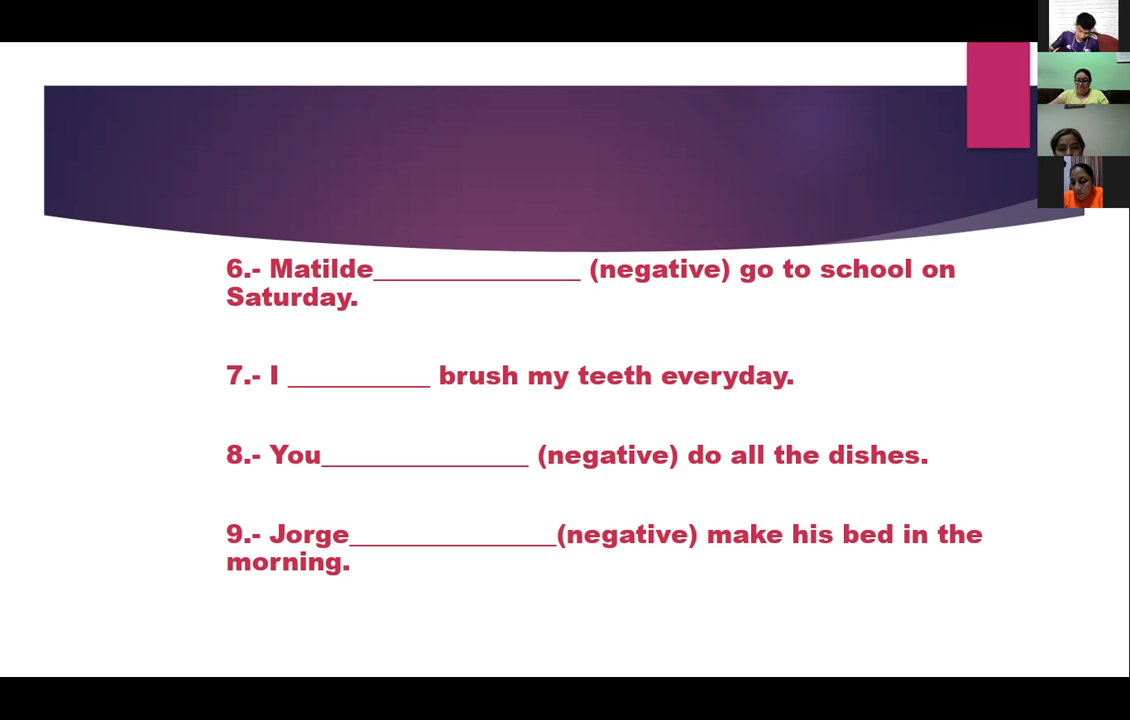 6.- Matilde_______________ (negative) go to school on
Saturday.
7.- I __________ brush my teeth everyday.
8.- You_______________ (negative) do all the dishes.
9.- Jorge_______________(negative) make his bed in the
morning.